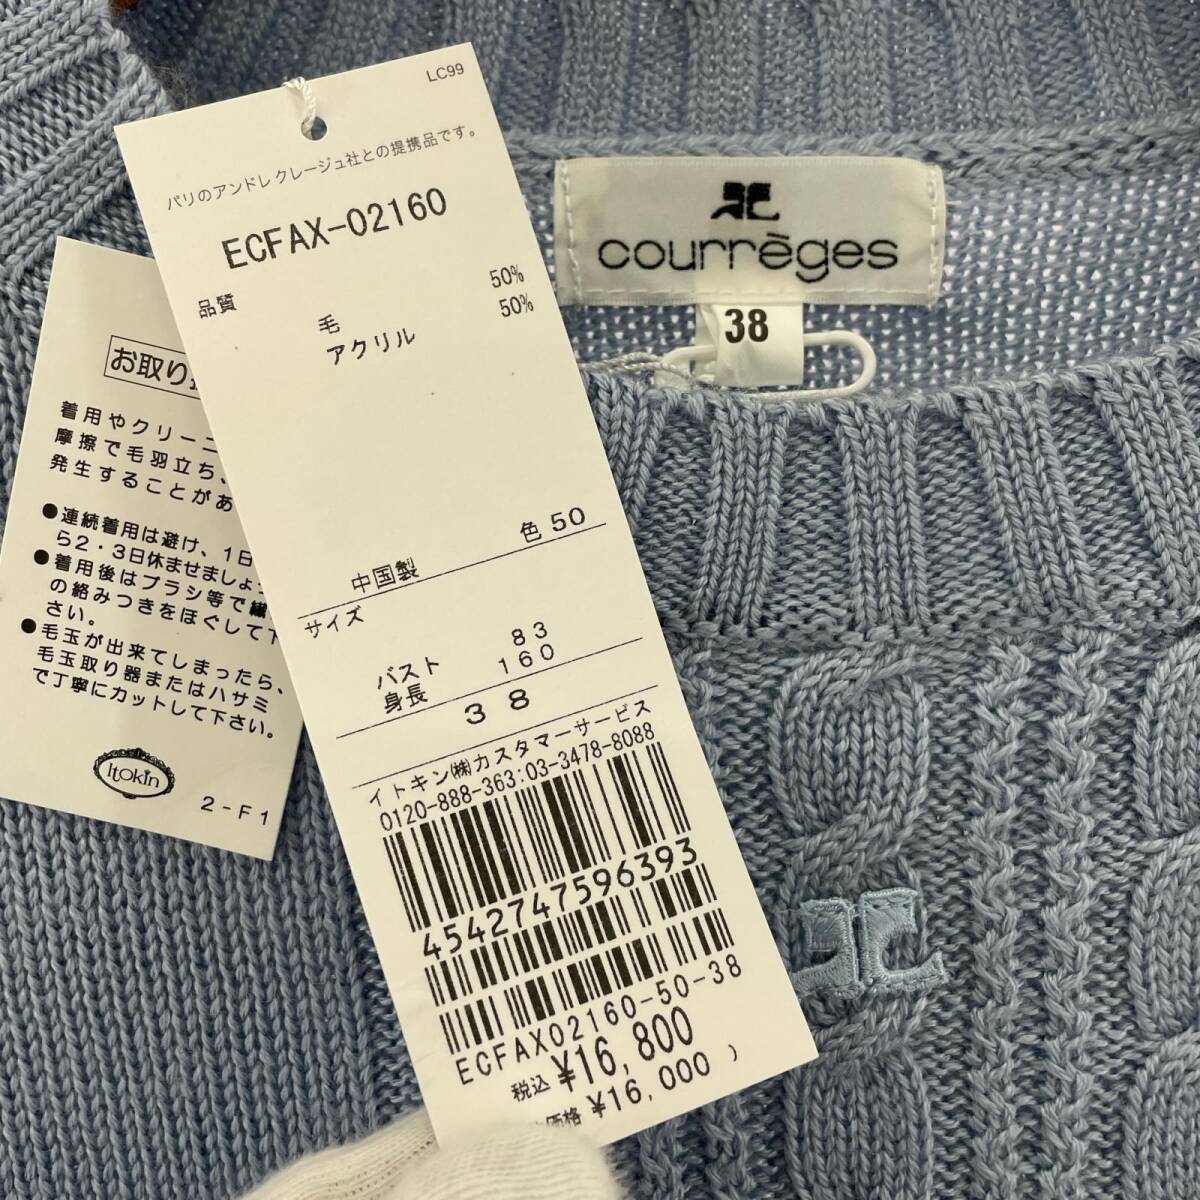 LC99
パリのアンドレ クレージュ社との提携品です。
ECFAX-02160
品質
毛 50%
アクリル 50%
色50
中国製
サイズ
バスト 83
身長 160
38
イトキン㈱カスタマーサービス
0120-888-363:03-3478-8088
4542747596393
ECFAX02160-50-38
税込 ¥16,800
価格 ¥16,000 )
courrèges
38
お取り
着用やクリーニ
摩擦で毛羽立ち、
発生することがあ
●連続着用は避け、1日
ら2・3日休ませましょ
●着用後はブラシ等で繊
の絡みつきをほぐして下
さい。
●毛玉が出来てしまったら、
毛玉取り器またはハサミ
で丁寧にカットして下さい。
Itokin
2-F1